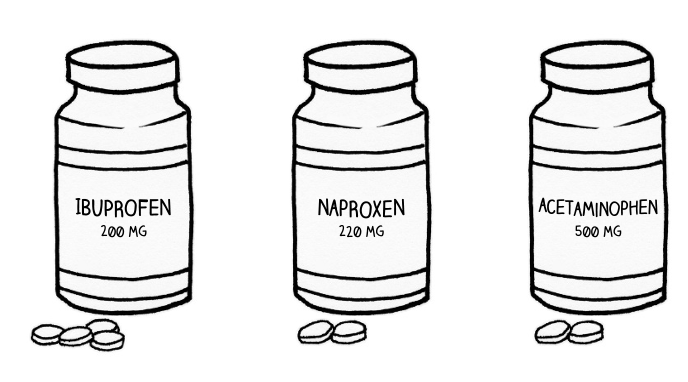 IBUPROFEN
200 MG
NAPROXEN
220 MG
ACETAMINOPHEN
500 MG